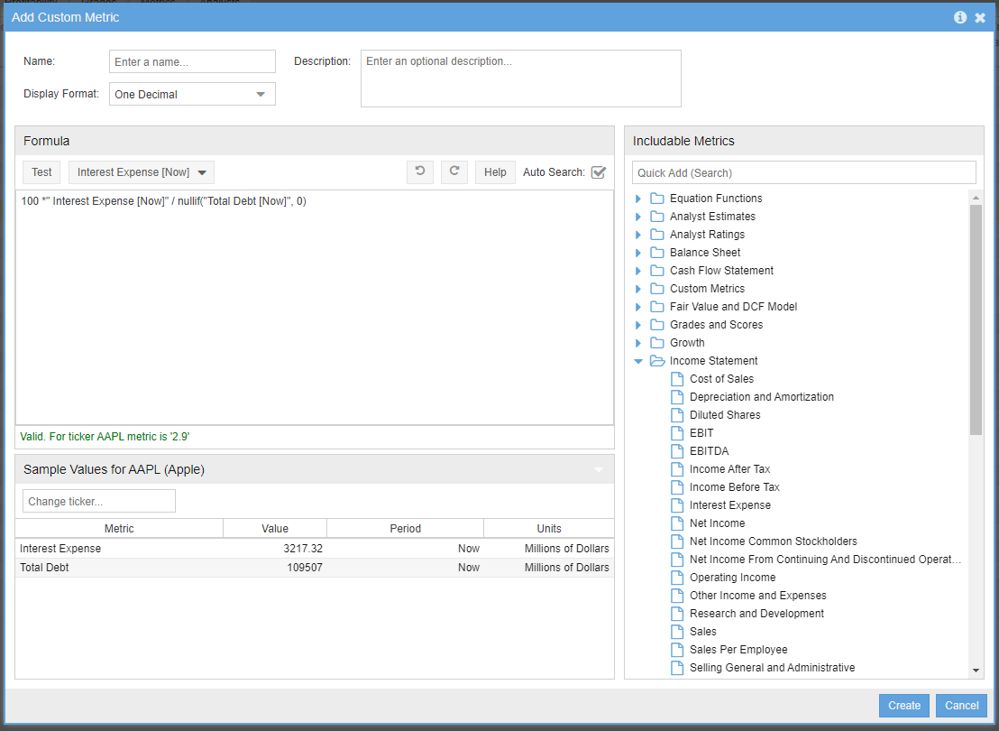 Add Custom Metric
Name:
Enter a name...
Description:
Enter an optional description...
Display Format:
One Decimal
Formula
Test
Interest Expense [Now]
Help
Auto Search:
100 *" Interest Expense [Now]" / nullif("Total Debt [Now]", 0)
Valid. For ticker AAPL metric is '2.9'
Sample Values for AAPL (Apple)
Change ticker...
Metric Value Period Units
Interest Expense 3217.32 Now Millions of Dollars
Total Debt 109507 Now Millions of Dollars
Includable Metrics
Quick Add (Search)
Equation Functions
Analyst Estimates
Analyst Ratings
Balance Sheet
Cash Flow Statement
Custom Metrics
Fair Value and DCF Model
Grades and Scores
Growth
Income Statement
Cost of Sales
Depreciation and Amortization
Diluted Shares
EBIT
EBITDA
Income After Tax
Income Before Tax
Interest Expense
Net Income
Net Income Common Stockholders
Net Income From Continuing And Discontinued Operat...
Operating Income
Other Income and Expenses
Research and Development
Sales
Sales Per Employee
Selling General and Administrative
Create
Cancel